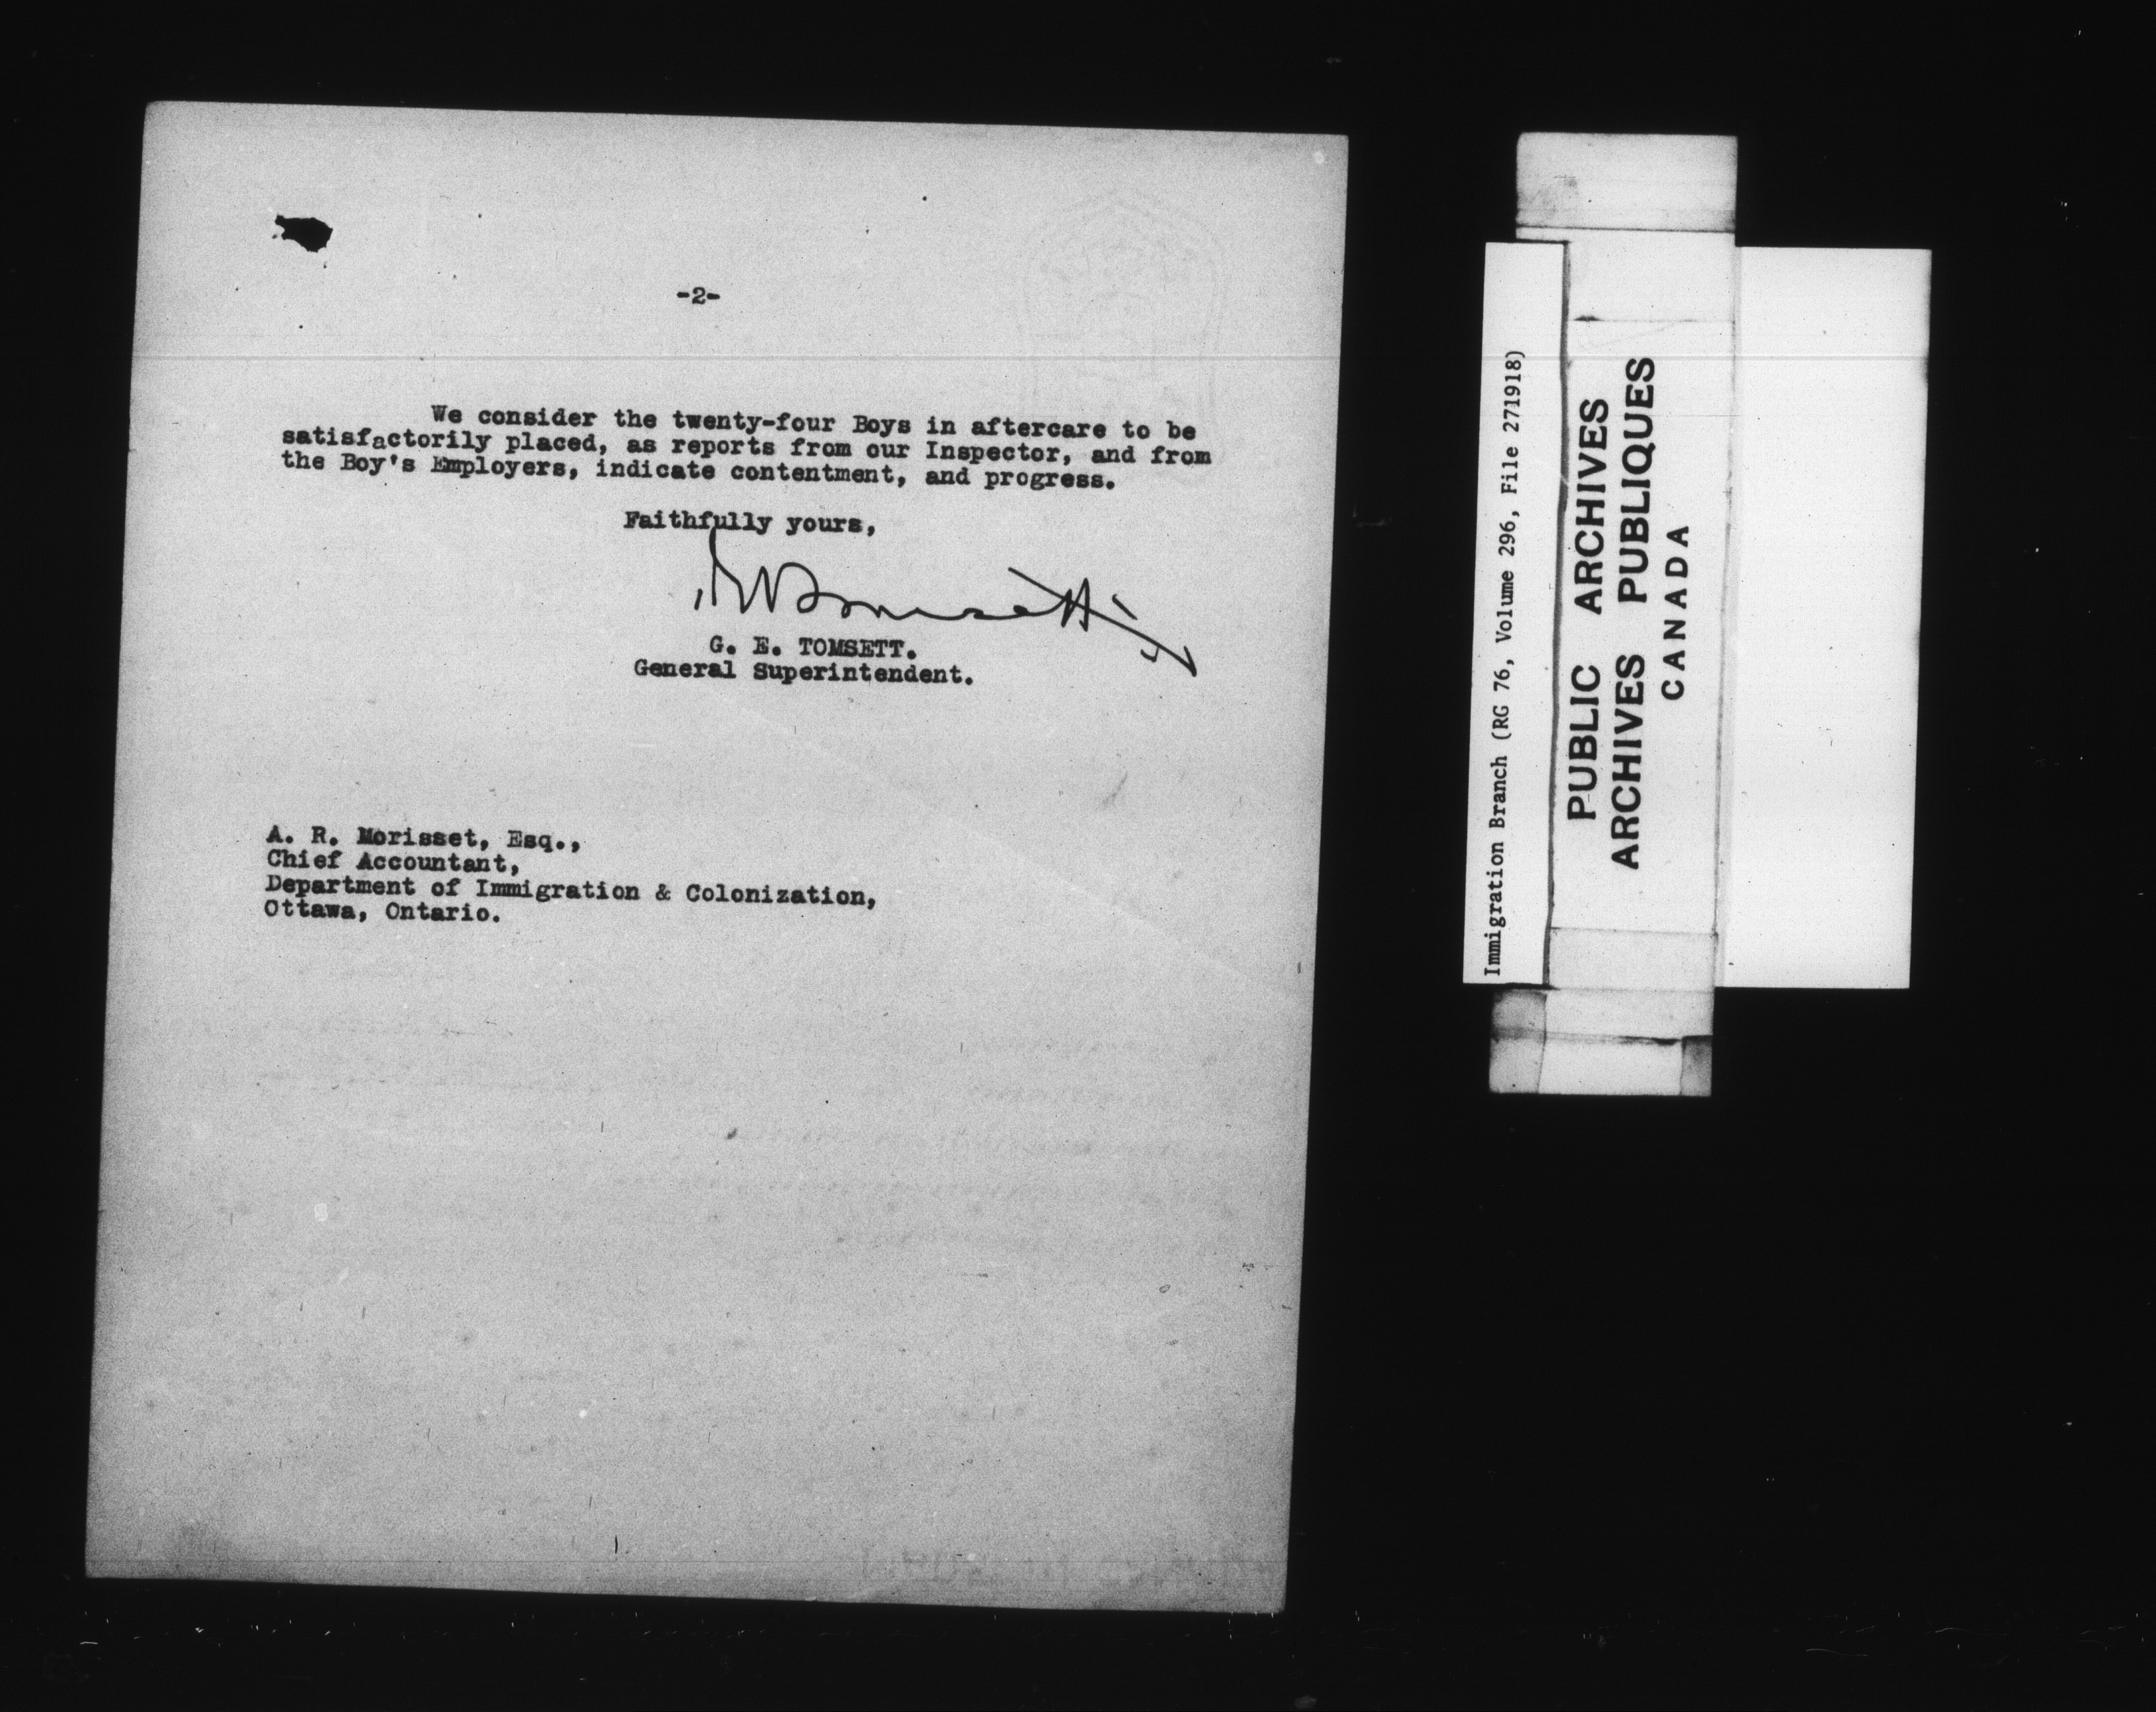 -2-
We consider the twenty-four Boys in aftercare to be
satisfactorily placed, as reports from our Inspector, and from
the Boy's Employers, indicate contentment, and progress.
Faithfully yours,
G. E. TOMSETT.
General Superintendent.
A. R. Morisset, Esq.,
Chief Accountant,
Department of Immigration & Colonization,
Ottawa, Ontario.
Immigration Branch (RG 76, Volume 296, File 271918)
PUBLIC ARCHIVES
ARCHIVES PUBLIQUES
CANADA